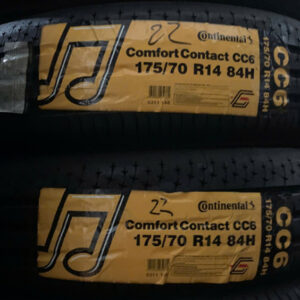 22
Continental
Comfort Contact CC6
175/70 R14 84H
CC6
175/70 R14 84H
22
Continental
Comfort Contact CC6
175/70 R14 84H
CC6
175/70 R14 84H